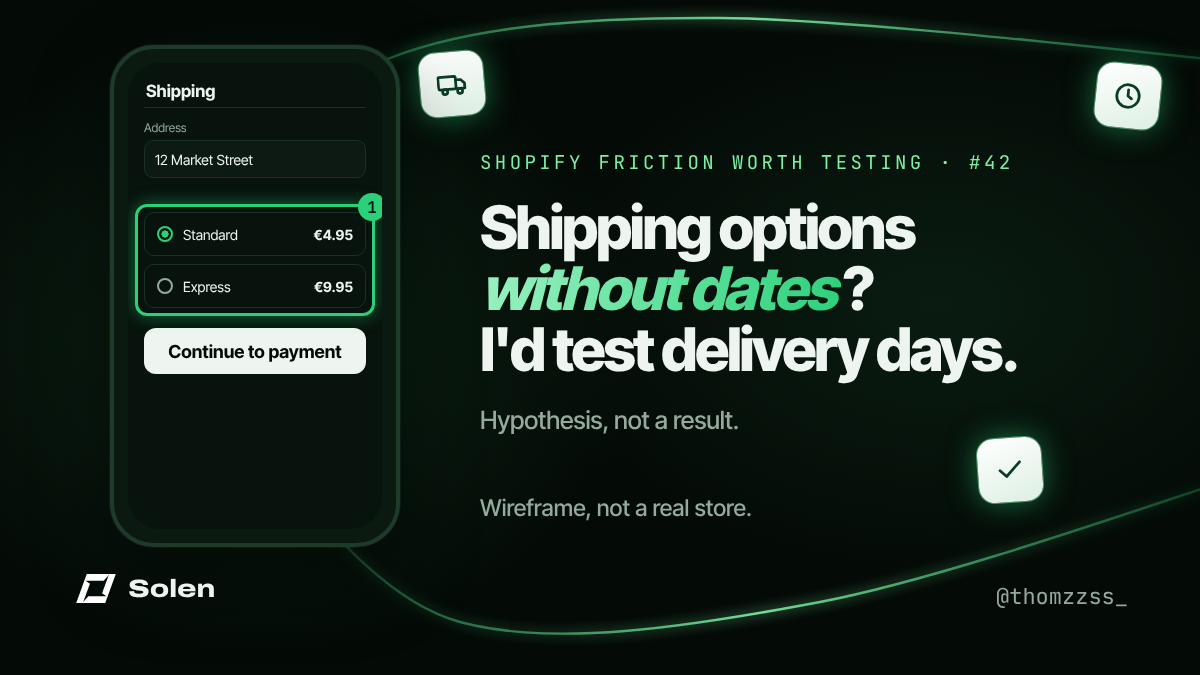 Shipping
Address
12 Market Street
1
Standard €4.95
Express €9.95
Continue to payment
SHOPIFY FRICTION WORTH TESTING · #42
Shipping options
without dates?
I'd test delivery days.
Hypothesis, not a result.
Wireframe, not a real store.
Solen
@thomzzss_